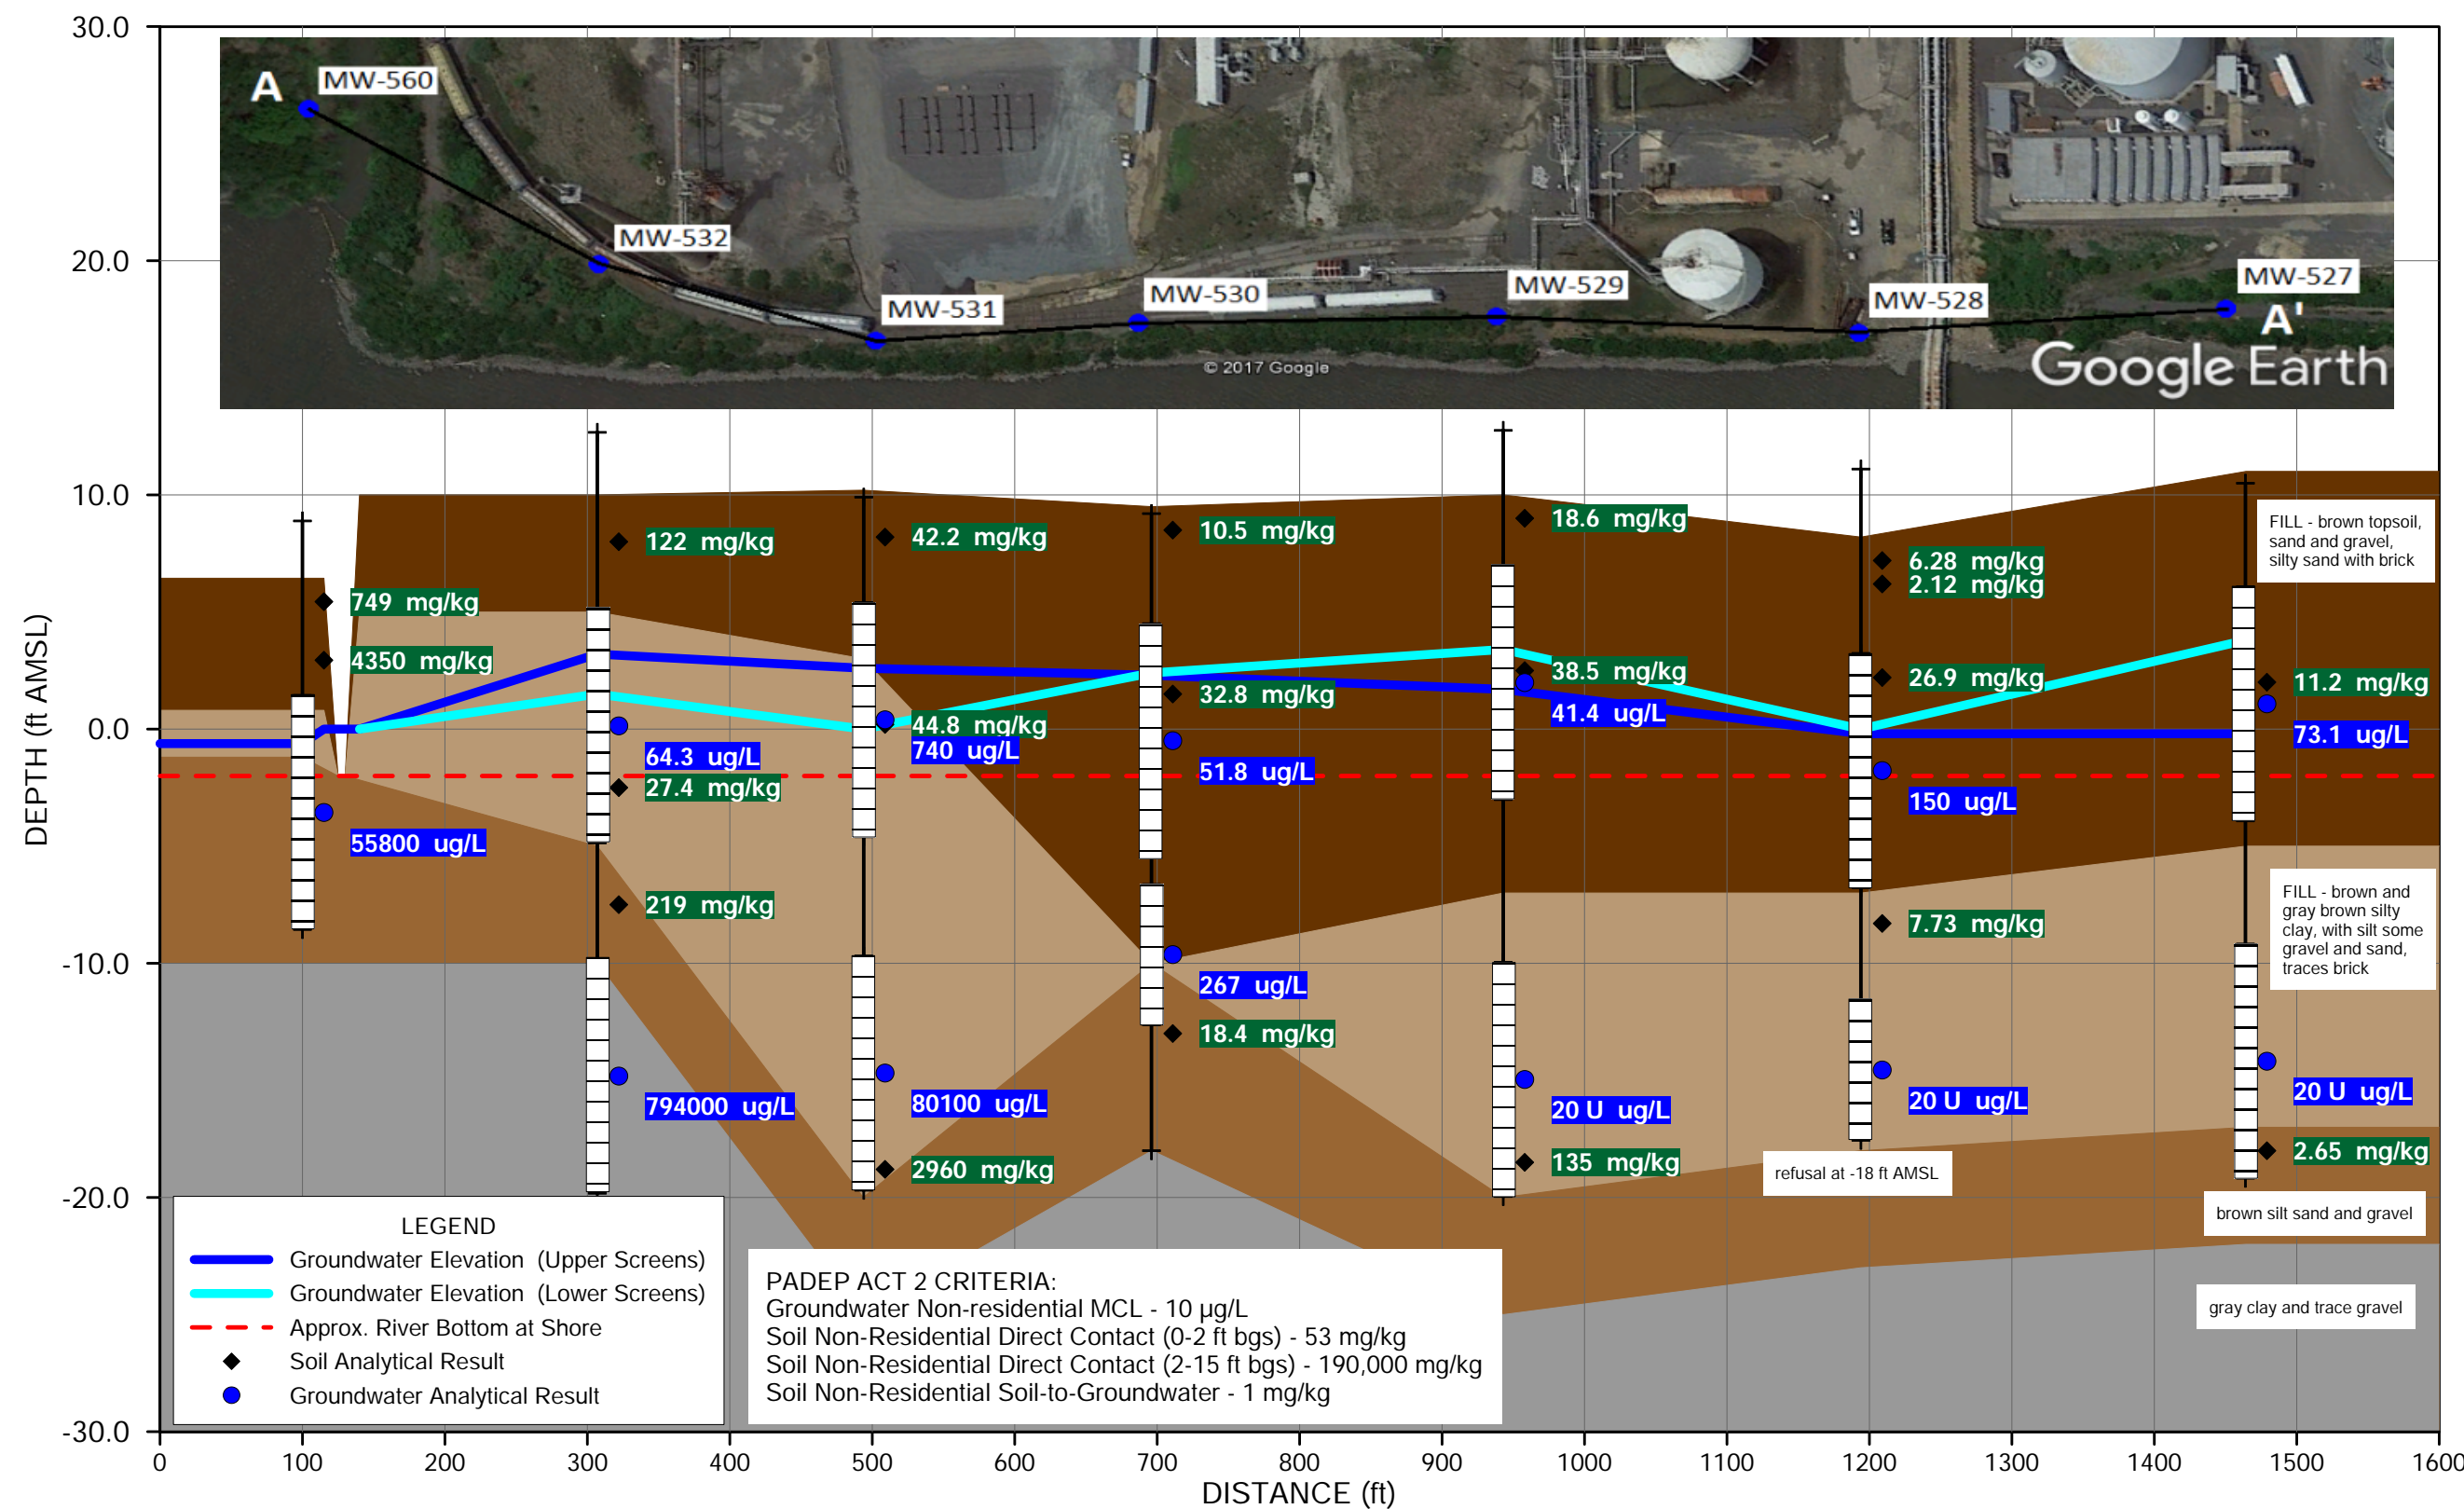 30.0
20.0
10.0
0.0
-10.0
-20.0
-30.0
DEPTH (ft AMSL)
A
MW-560
MW-532
MW-531
MW-530
MW-529
MW-528
MW-527
A'
© 2017 Google
Google Earth
749 mg/kg
4350 mg/kg
55800 ug/L
122 mg/kg
64.3 ug/L
27.4 mg/kg
219 mg/kg
794000 ug/L
42.2 mg/kg
44.8 mg/kg
740 ug/L
80100 ug/L
2960 mg/kg
10.5 mg/kg
32.8 mg/kg
51.8 ug/L
267 ug/L
18.4 mg/kg
18.6 mg/kg
38.5 mg/kg
41.4 ug/L
20 U ug/L
135 mg/kg
6.28 mg/kg
2.12 mg/kg
26.9 mg/kg
150 ug/L
7.73 mg/kg
20 U ug/L
refusal at -18 ft AMSL
11.2 mg/kg
73.1 ug/L
20 U ug/L
2.65 mg/kg
FILL - brown topsoil,
sand and gravel,
silty sand with brick
FILL - brown and
gray brown silty
clay, with silt some
gravel and sand,
traces brick
brown silt sand and gravel
gray clay and trace gravel
LEGEND
Groundwater Elevation (Upper Screens)
Groundwater Elevation (Lower Screens)
Approx. River Bottom at Shore
Soil Analytical Result
Groundwater Analytical Result
PADEP ACT 2 CRITERIA:
Groundwater Non-residential MCL - 10 µg/L
Soil Non-Residential Direct Contact (0-2 ft bgs) - 53 mg/kg
Soil Non-Residential Direct Contact (2-15 ft bgs) - 190,000 mg/kg
Soil Non-Residential Soil-to-Groundwater - 1 mg/kg
0 100 200 300 400 500 600 700 800 900 1000 1100 1200 1300 1400 1500 1600
DISTANCE (ft)